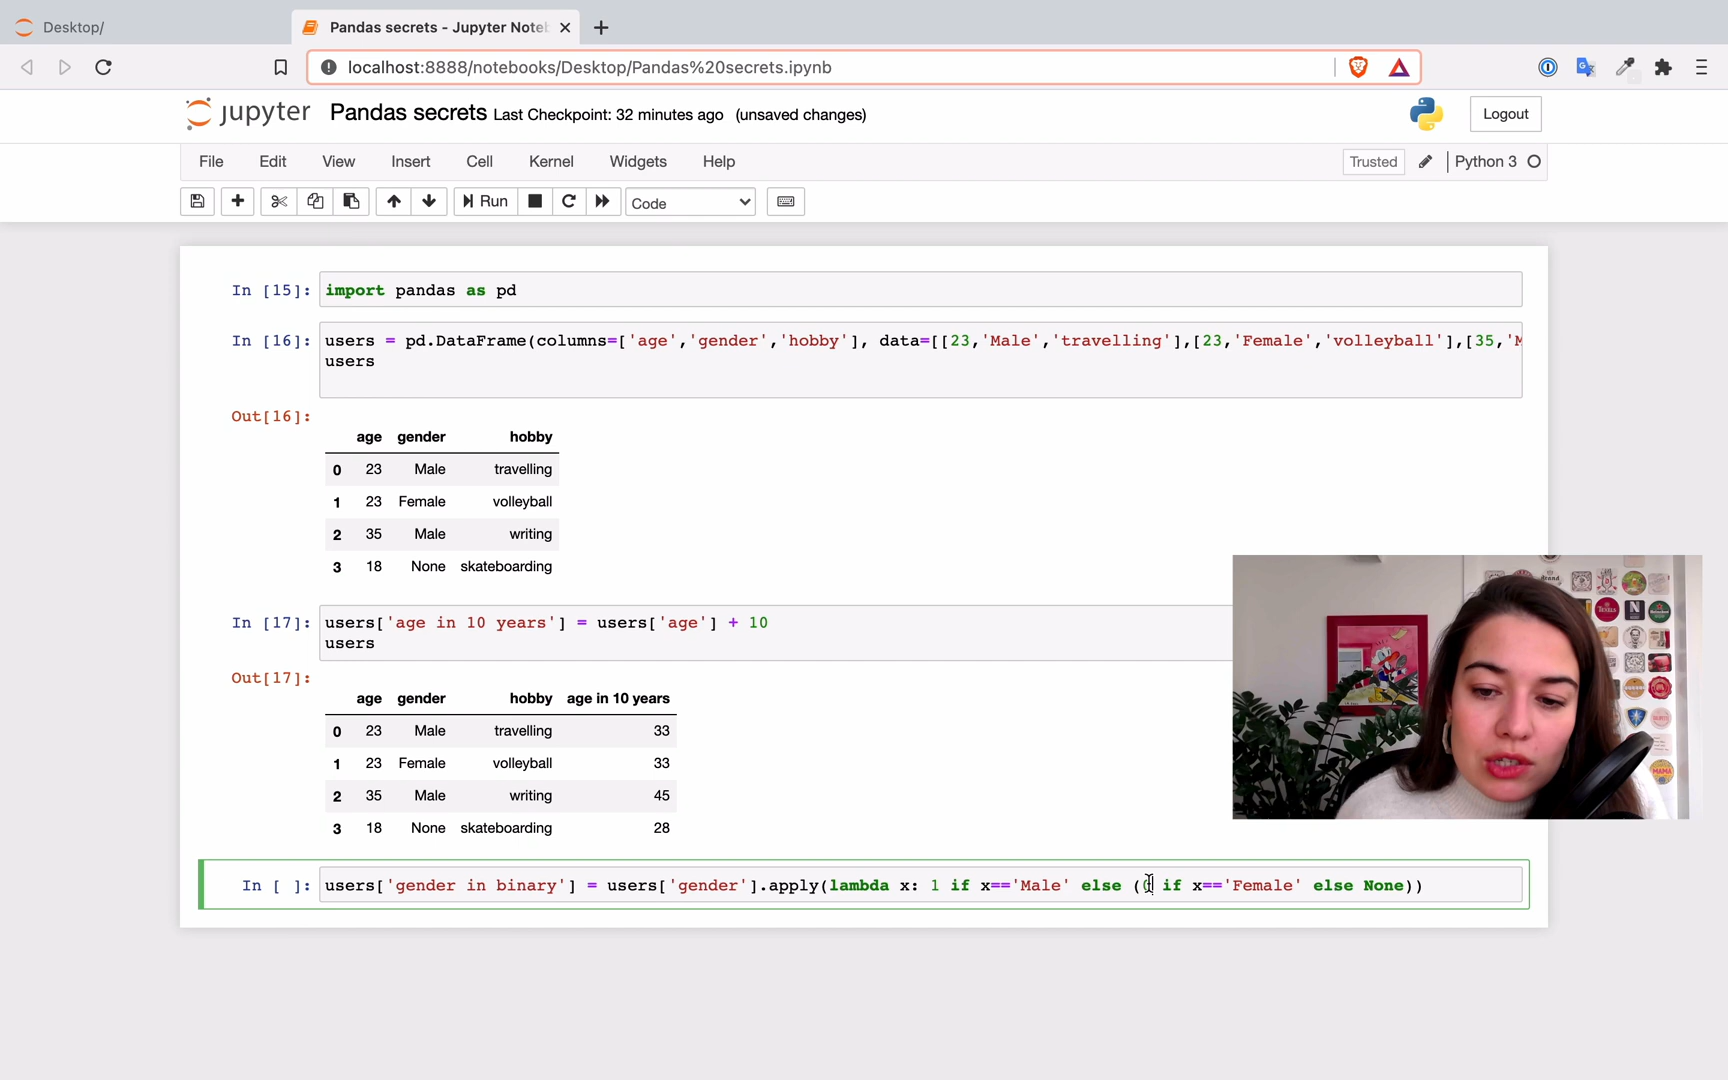 Desktop/
Pandas secrets - Jupyter Noteb
localhost:8888/notebooks/Desktop/Pandas%20secrets.ipynb
jupyter Pandas secrets Last Checkpoint: 32 minutes ago (unsaved changes)
Logout
File Edit View Insert Cell Kernel Widgets Help
Trusted Python 3
Run Code
In [15]: import pandas as pd
In [16]: users = pd.DataFrame(columns=['age','gender','hobby'], data=[[23,'Male','travelling'],[23,'Female','volleyball'],[35,'M
users
Out[16]:
age gender hobby
0 23 Male travelling
1 23 Female volleyball
2 35 Male writing
3 18 None skateboarding
In [17]: users['age in 10 years'] = users['age'] + 10
users
Out[17]:
age gender hobby age in 10 years
0 23 Male travelling 33
1 23 Female volleyball 33
2 35 Male writing 45
3 18 None skateboarding 28
In [ ]: users['gender in binary'] = users['gender'].apply(lambda x: 1 if x=='Male' else (0 if x=='Female' else None))